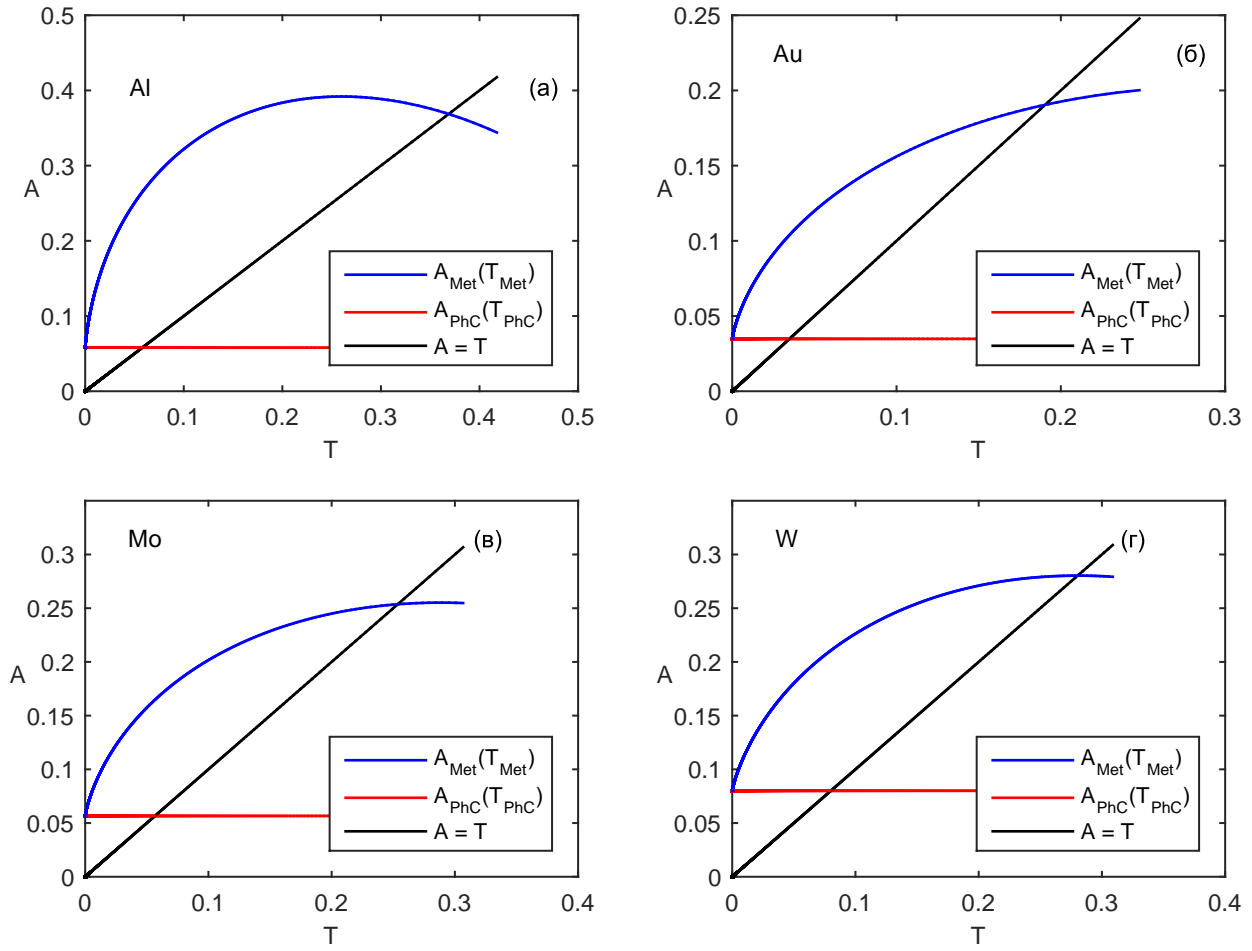 0.5
0.4
0.3
0.2
0.1
0
A
Al
(а)
A_Met(T_Met)
A_PhC(T_PhC)
A = T
0 0.1 0.2 0.3 0.4 0.5
T
0.25
0.2
0.15
0.1
0.05
0
A
Au
(б)
A_Met(T_Met)
A_PhC(T_PhC)
A = T
0 0.1 0.2 0.3
T
0.3
0.25
0.2
0.15
0.1
0.05
0
A
Mo
(в)
A_Met(T_Met)
A_PhC(T_PhC)
A = T
0 0.1 0.2 0.3 0.4
T
0.3
0.25
0.2
0.15
0.1
0.05
0
A
W
(г)
A_Met(T_Met)
A_PhC(T_PhC)
A = T
0 0.1 0.2 0.3 0.4
T